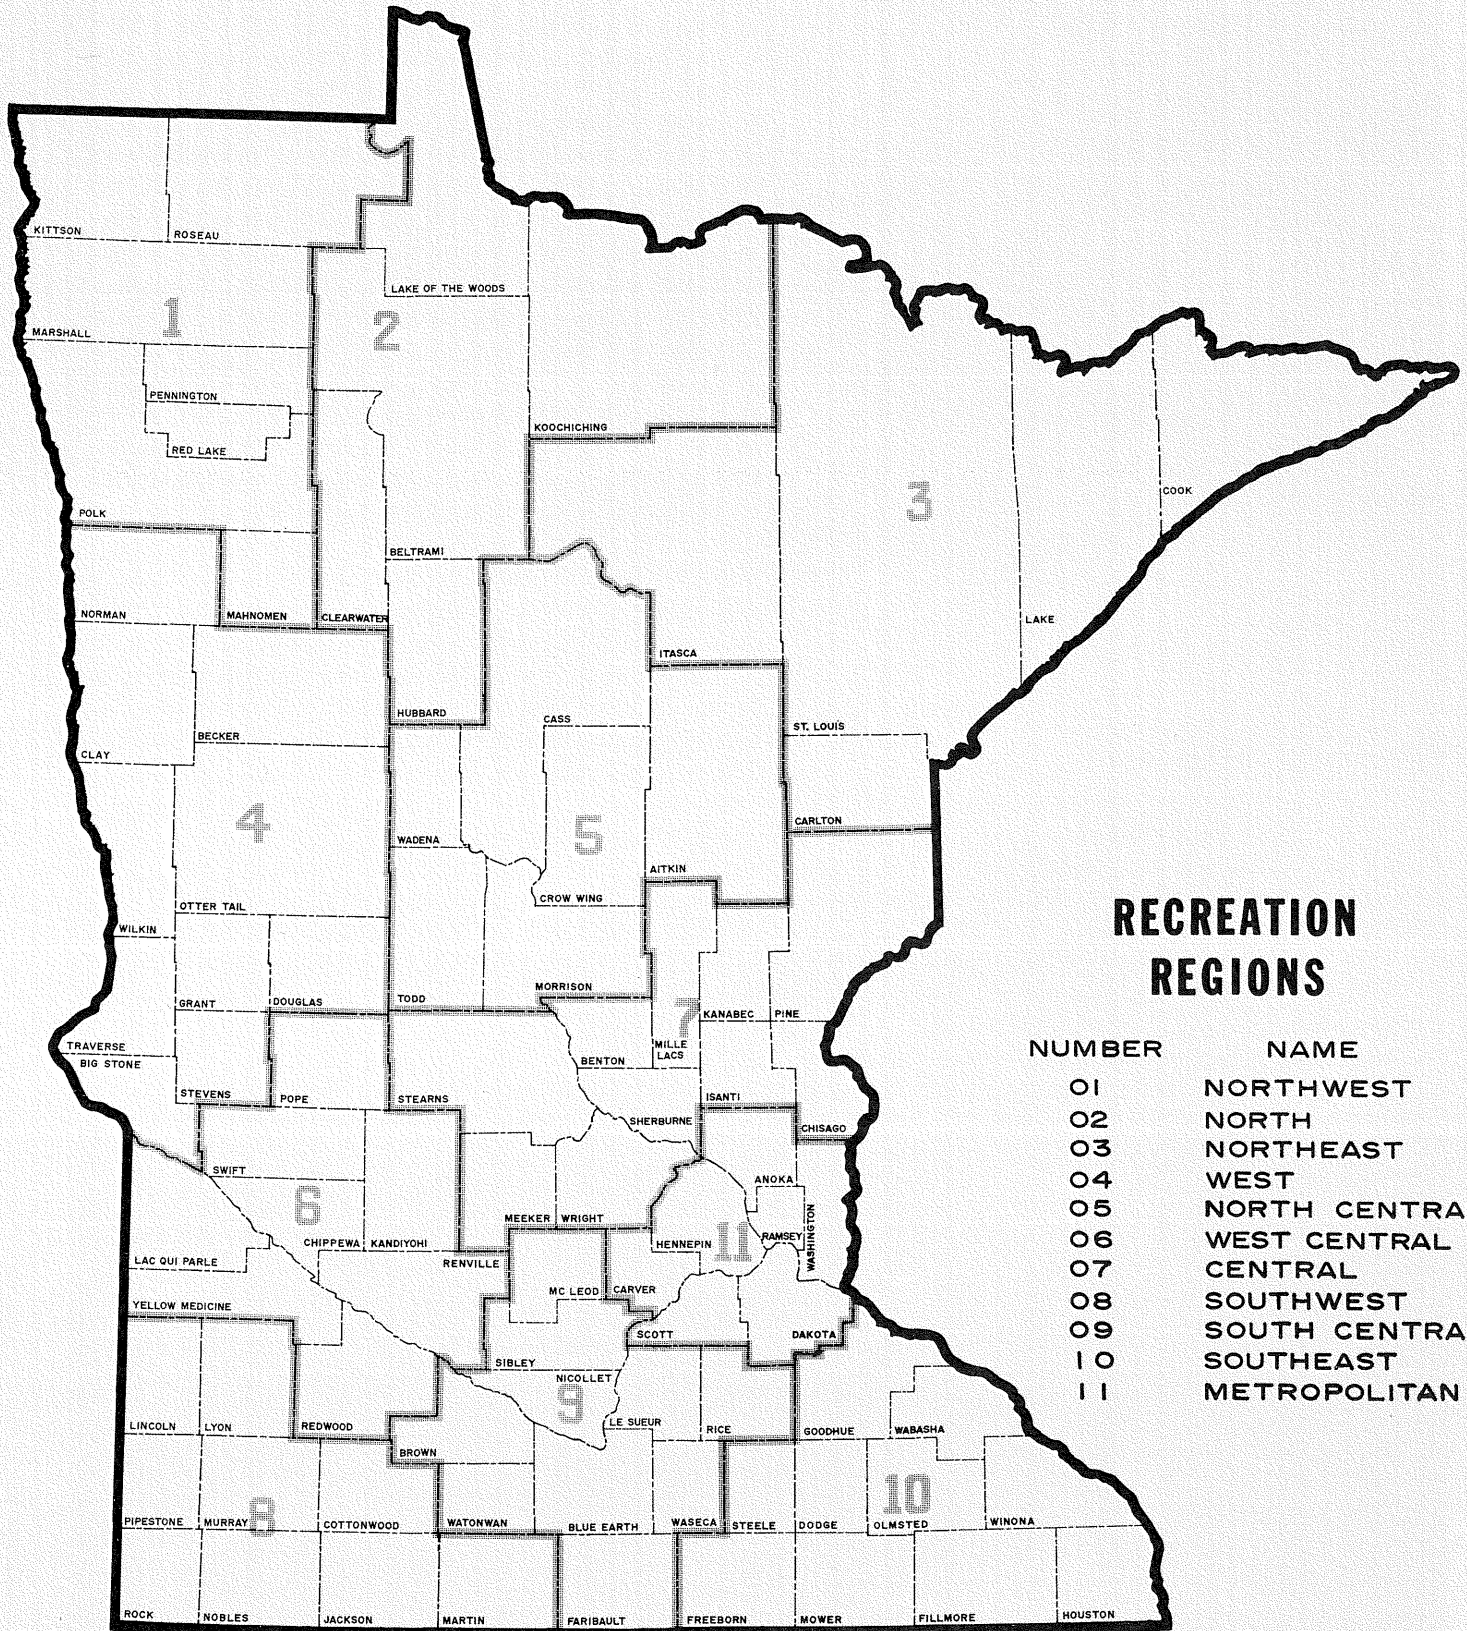 KITTSON
ROSEAU
LAKE OF THE WOODS
1
2
MARSHALL
PENNINGTON
KOOCHICHING
RED LAKE
3
COOK
POLK
BELTRAMI
NORMAN
MAHNOMEN
CLEARWATER
LAKE
ITASCA
HUBBARD
CASS
ST. LOUIS
BECKER
CLAY
4
5
CARLTON
WADENA
AITKIN
CROW WING
OTTER TAIL
WILKIN
RECREATION
REGIONS
MORRISON
GRANT
DOUGLAS
TODD
7
KANABEC
PINE
TRAVERSE
BIG STONE
BENTON
MILLE
LACS
NUMBER NAME
STEVENS
POPE
STEARNS
ISANTI
01 NORTHWEST
SHERBURNE
CHISAGO
02 NORTH
03 NORTHEAST
SWIFT
ANOKA
04 WEST
6
MEEKER
WRIGHT
05 NORTH CENTRA
CHIPPEWA
KANDIYOHI
HENNEPIN
11
RAMSEY
WASHINGTON
06 WEST CENTRAL
LAC QUI PARLE
RENVILLE
07 CENTRAL
MC LEOD
CARVER
YELLOW MEDICINE
08 SOUTHWEST
SCOTT
DAKOTA
09 SOUTH CENTRA
SIBLEY
10 SOUTHEAST
NICOLLET
9
11 METROPOLITAN
LINCOLN
LYON
REDWOOD
LE SUEUR
RICE
GOODHUE
WABASHA
BROWN
8
10
PIPESTONE
MURRAY
COTTONWOOD
WATONWAN
BLUE EARTH
WASECA
STEELE
DODGE
OLMSTED
WINONA
ROCK
NOBLES
JACKSON
MARTIN
FARIBAULT
FREEBORN
MOWER
FILLMORE
HOUSTON